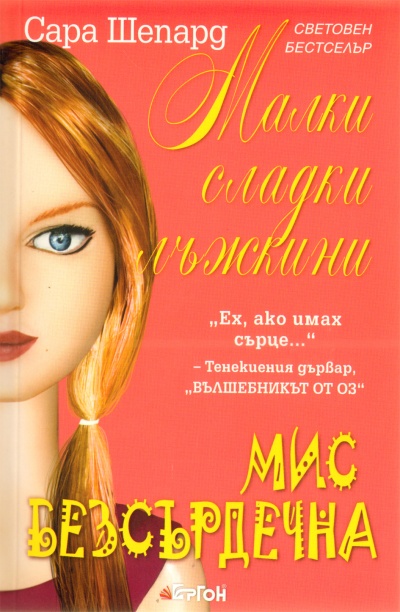 Сара Шепард
СВЕТОВЕН
БЕСТСЕЛЪР
Малки
сладки
лъжкини
„Ех, ако имах
сърце...“
– Тенекиения дървар,
„ВЪЛШЕБНИКЪТ ОТ ОЗ“
МИС
БЕЗСЪРДЕЧНА
ЕРГОН